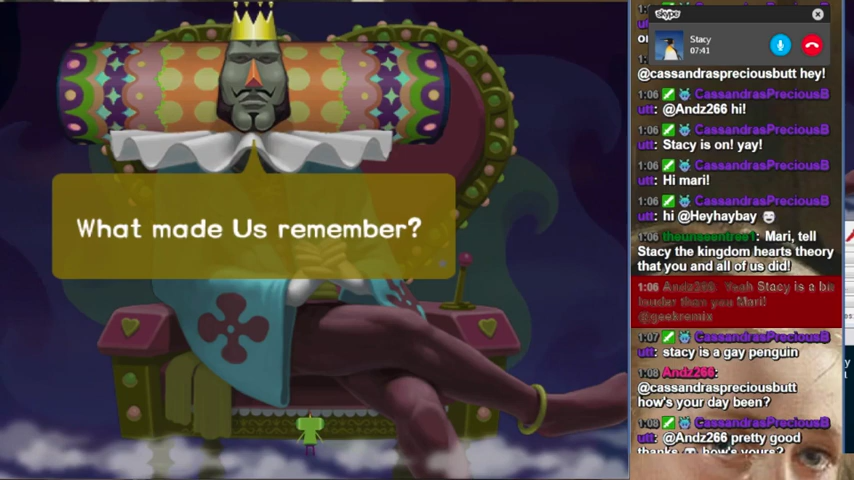 What made Us remember?
skype
Stacy
07:41
@cassandraspreciousbutt hey!
1:06 CassandrasPreciousB
utt: @Andz266 hi!
1:06 CassandrasPreciousB
utt: Stacy is on! yay!
1:06 CassandrasPreciousB
utt: Hi mari!
1:06 CassandrasPreciousB
utt: hi @Heyhaybay
1:06 theunseentree1: Mari, tell
Stacy the kingdom hearts theory
that you and all of us did!
1:06 Andz266: Yeah Stacy is a bit
louder than you Mari!
@geekremix
1:07 CassandrasPreciousB
utt: stacy is a gay penguin
1:08 Andz266:
@cassandraspreciousbutt
how's your day been?
1:08 CassandrasPreciousB
utt: @Andz266 pretty good
thanks how's yours?